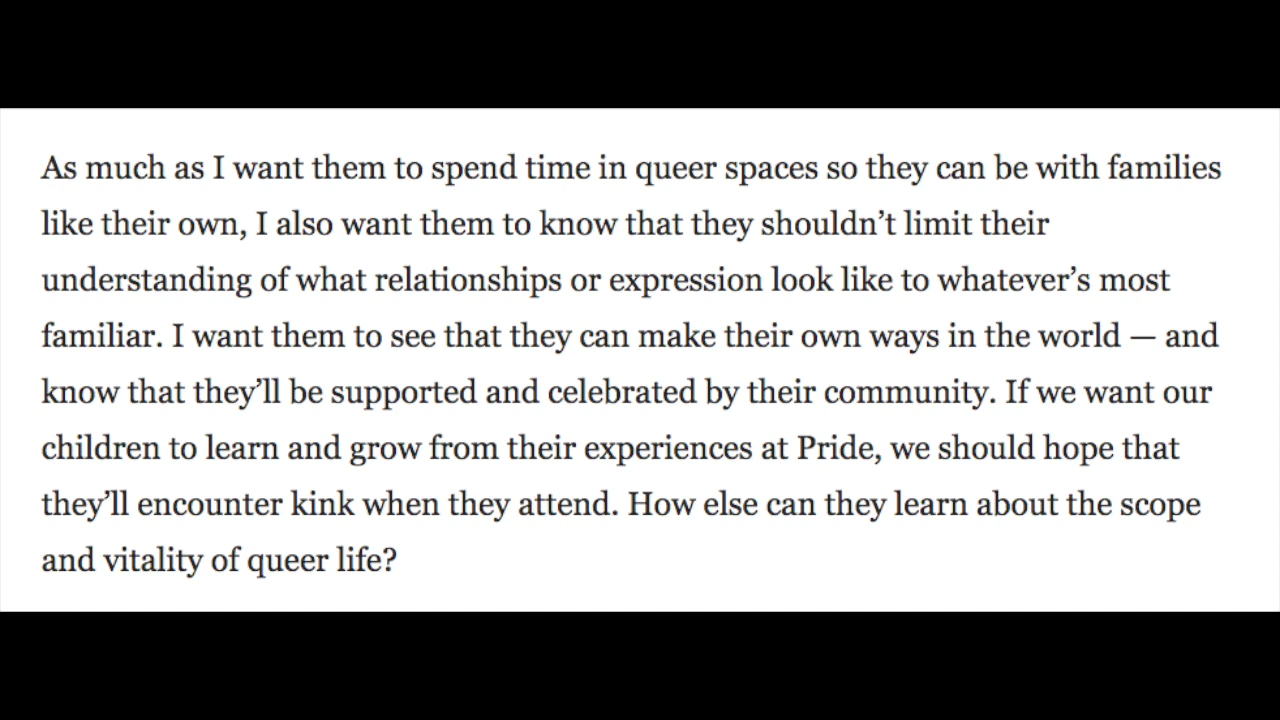 As much as I want them to spend time in queer spaces so they can be with families
like their own, I also want them to know that they shouldn’t limit their
understanding of what relationships or expression look like to whatever’s most
familiar. I want them to see that they can make their own ways in the world — and
know that they’ll be supported and celebrated by their community. If we want our
children to learn and grow from their experiences at Pride, we should hope that
they’ll encounter kink when they attend. How else can they learn about the scope
and vitality of queer life?